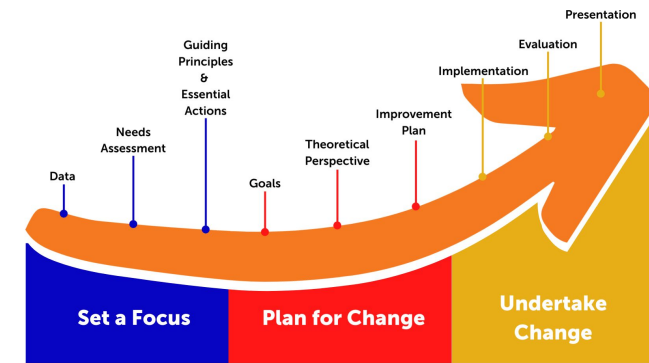 Data
Needs
Assessment
Guiding
Principles
&
Essential
Actions
Goals
Theoretical
Perspective
Improvement
Plan
Implementation
Evaluation
Presentation
Set a Focus
Plan for Change
Undertake
Change